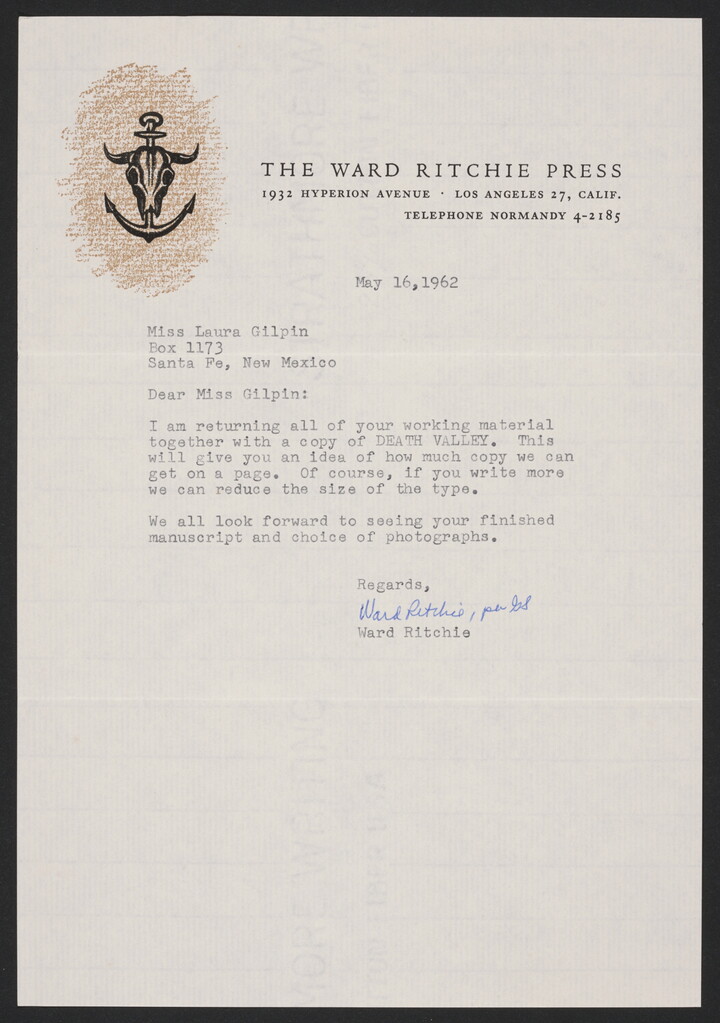 THE WARD RITCHIE PRESS
1932 HYPERION AVENUE · LOS ANGELES 27, CALIF.
TELEPHONE NORMANDY 4-2185
May 16,1962
Miss Laura Gilpin
Box 1173
Santa Fe, New Mexico
Dear Miss Gilpin:
I am returning all of your working material
together with a copy of DEATH VALLEY. This
will give you an idea of how much copy we can
get on a page. Of course, if you write more
we can reduce the size of the type.
We all look forward to seeing your finished
manuscript and choice of photographs.
Regards,
Ward Ritchie, per
Ward Ritchie